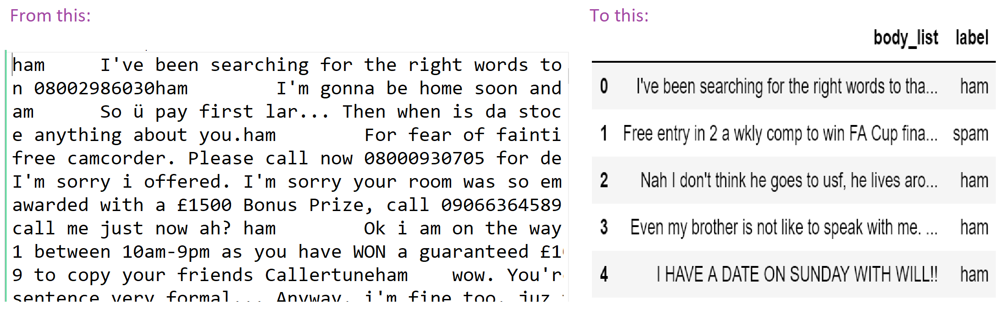 From this:
ham I've been searching for the right words to
n 08002986030ham I'm gonna be home soon and
am So ü pay first lar... Then when is da stoc
e anything about you.ham For fear of fainti
free camcorder. Please call now 08000930705 for de
I'm sorry i offered. I'm sorry your room was so em
awarded with a £1500 Bonus Prize, call 09066364589
call me just now ah? ham Ok i am on the way
1 between 10am-9pm as you have WON a guaranteed £1
9 to copy your friends Callertuneham wow. You'r
sentence very formal... Anyway, i'm fine too, juz
To this:
body_list label
0 I've been searching for the right words to tha... ham
1 Free entry in 2 a wkly comp to win FA Cup fina... spam
2 Nah I don't think he goes to usf, he lives aro... ham
3 Even my brother is not like to speak with me. ... ham
4 I HAVE A DATE ON SUNDAY WITH WILL!! ham